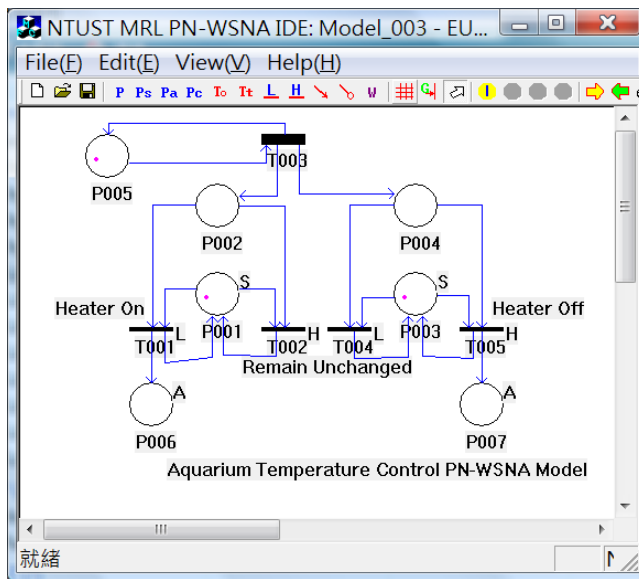 NTUST MRL PN-WSNA IDE: Model_003 - EU...
File(F) Edit(E) View(V) Help(H)
P Ps Pa Pc To Tt L H W G I
T003
P005
P002 P004
S S
Heater On P001 P003 Heater Off
L H L H
T001 T002 T004 T005
Remain Unchanged
A A
P006 P007
Aquarium Temperature Control PN-WSNA Model
就緒